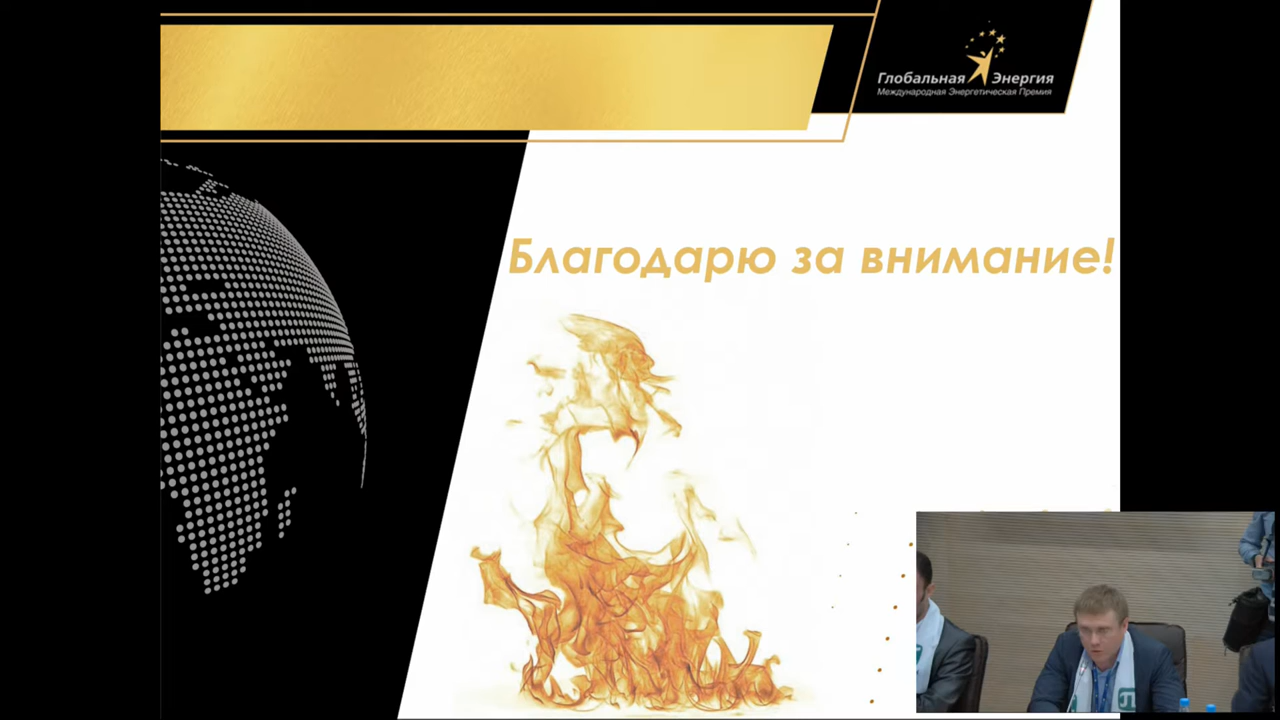 Глобальная Энергия
Международная Энергетическая Премия
Благодарю за внимание!